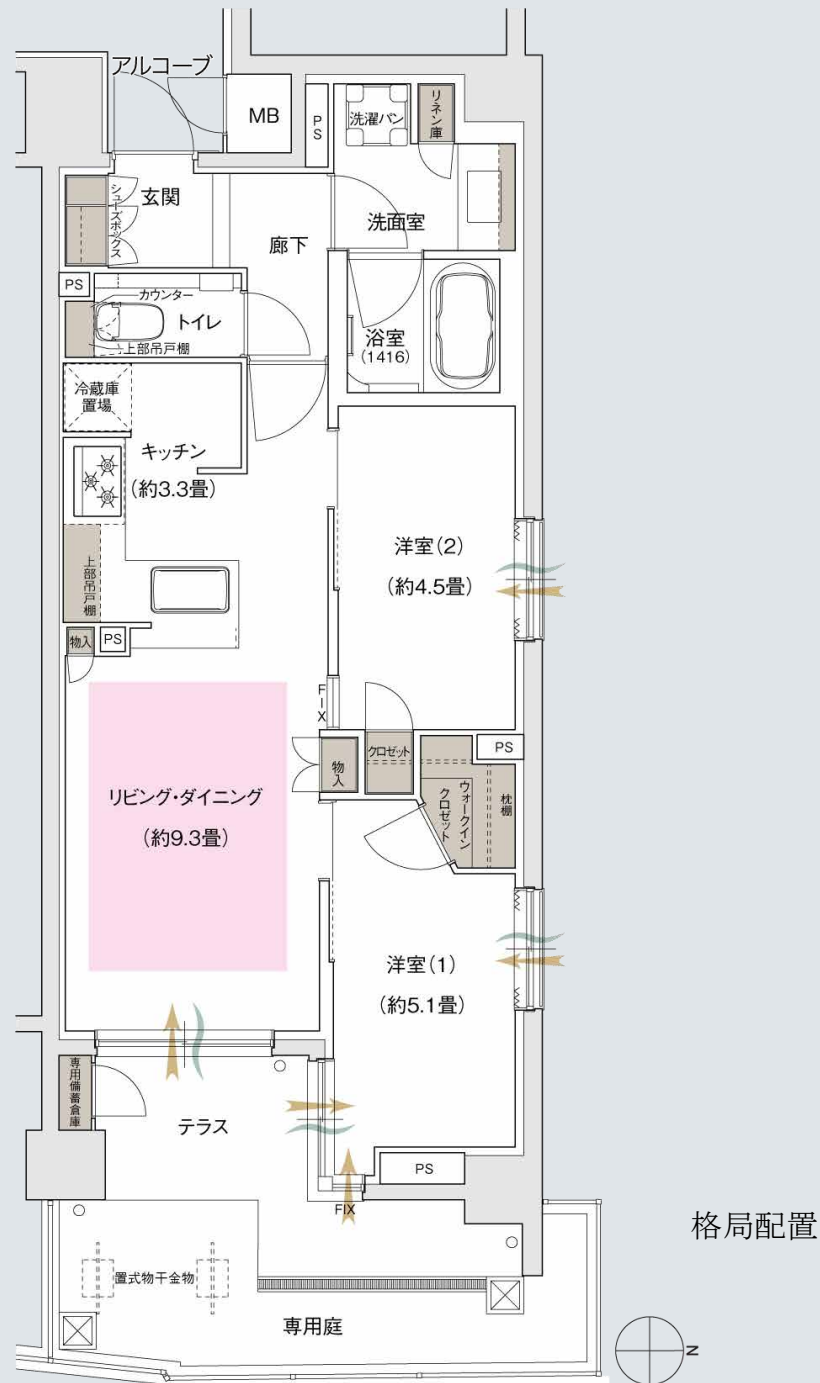 アルコーブ
MB
PS
洗濯パン
リネン庫
シューズボックス
玄関
廊下
洗面室
PS
カウンター
トイレ
上部吊戸棚
浴室
(1416)
冷蔵庫
置場
キッチン
(約3.3畳)
上部吊戸棚
洋室(2)
(約4.5畳)
物入
PS
FIX
リビング・ダイニング
(約9.3畳)
物入
クロゼット
PS
ウォークイン
クロゼット
枕棚
洋室(1)
(約5.1畳)
専用備蓄倉庫
テラス
PS
FIX
格局配置
置式物干金物
専用庭
N